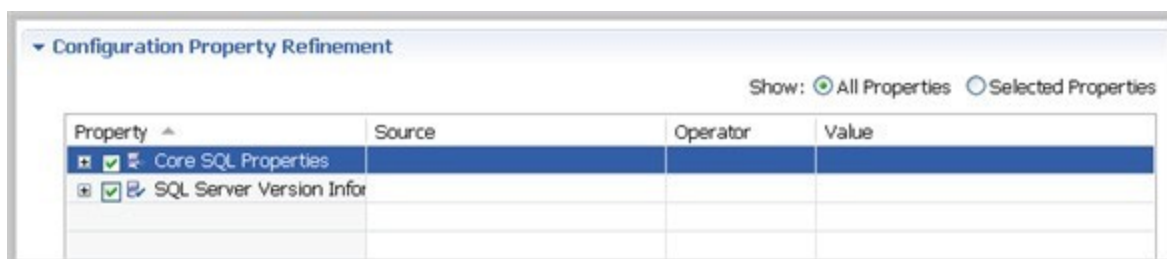 Configuration Property Refinement
Show: All Properties Selected Properties
Property Source Operator Value
Core SQL Properties
SQL Server Version Infor